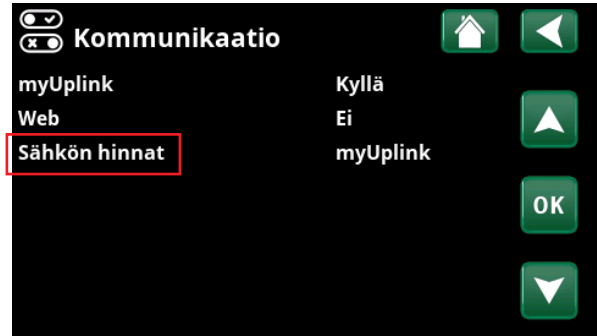 Kommunikaatio
myUplink Kyllä
Web Ei
Sähkön hinnat myUplink
OK